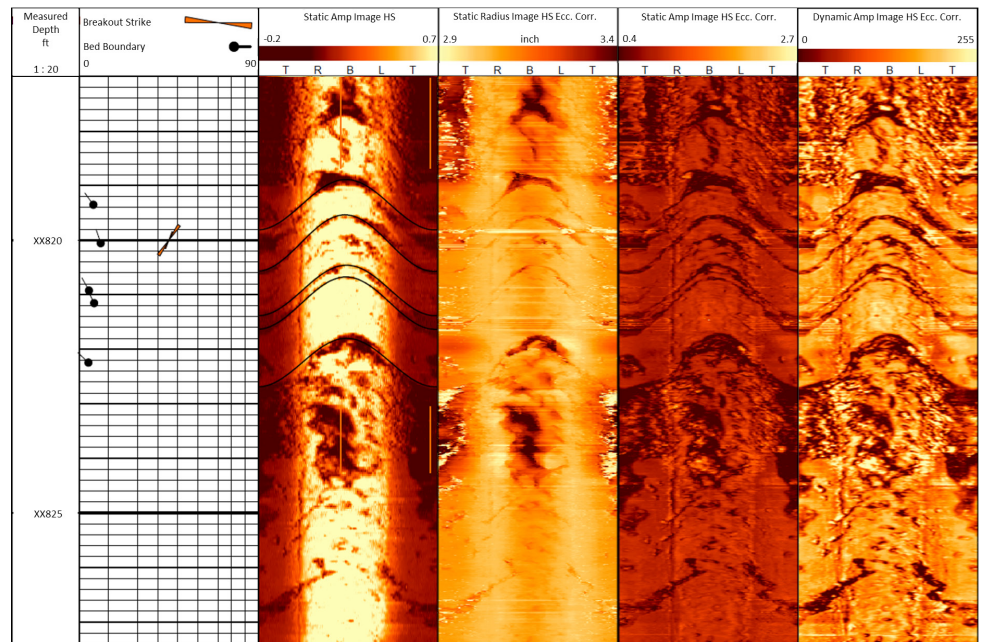 Measured
Depth
ft
1 : 20
Breakout Strike
Bed Boundary
0 90
Static Amp Image HS
-0.2 0.7
T R B L T
Static Radius Image HS Ecc. Corr.
2.9 inch 3.4
T R B L T
Static Amp Image HS Ecc. Corr.
0.4 2.7
T R B L T
Dynamic Amp Image HS Ecc. Corr.
0 255
T R B L T
XX820
XX825